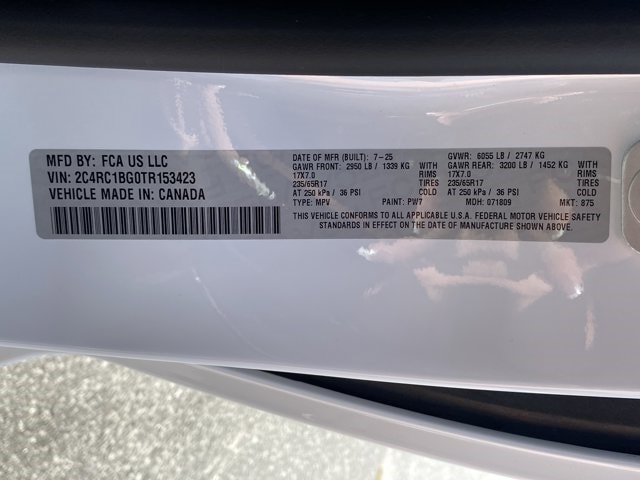 MFD BY: FCA US LLC
VIN: 2C4RC1BG0TR153423
VEHICLE MADE IN: CANADA
DATE OF MFR (BUILT): 7-25 GVWR: 6055 LB / 2747 KG
GAWR FRONT: 2950 LB / 1339 KG WITH GAWR REAR: 3200 LB / 1452 KG WITH
17X7.0 RIMS 17X7.0 RIMS
235/65R17 TIRES 235/65R17 TIRES
AT 250 kPa / 36 PSI COLD AT 250 kPa / 36 PSI COLD
TYPE: MPV PAINT: PW7 MDH: 071809 MKT: 875
THIS VEHICLE CONFORMS TO ALL APPLICABLE U.S.A. FEDERAL MOTOR VEHICLE SAFETY
STANDARDS IN EFFECT ON THE DATE OF MANUFACTURE SHOWN ABOVE.